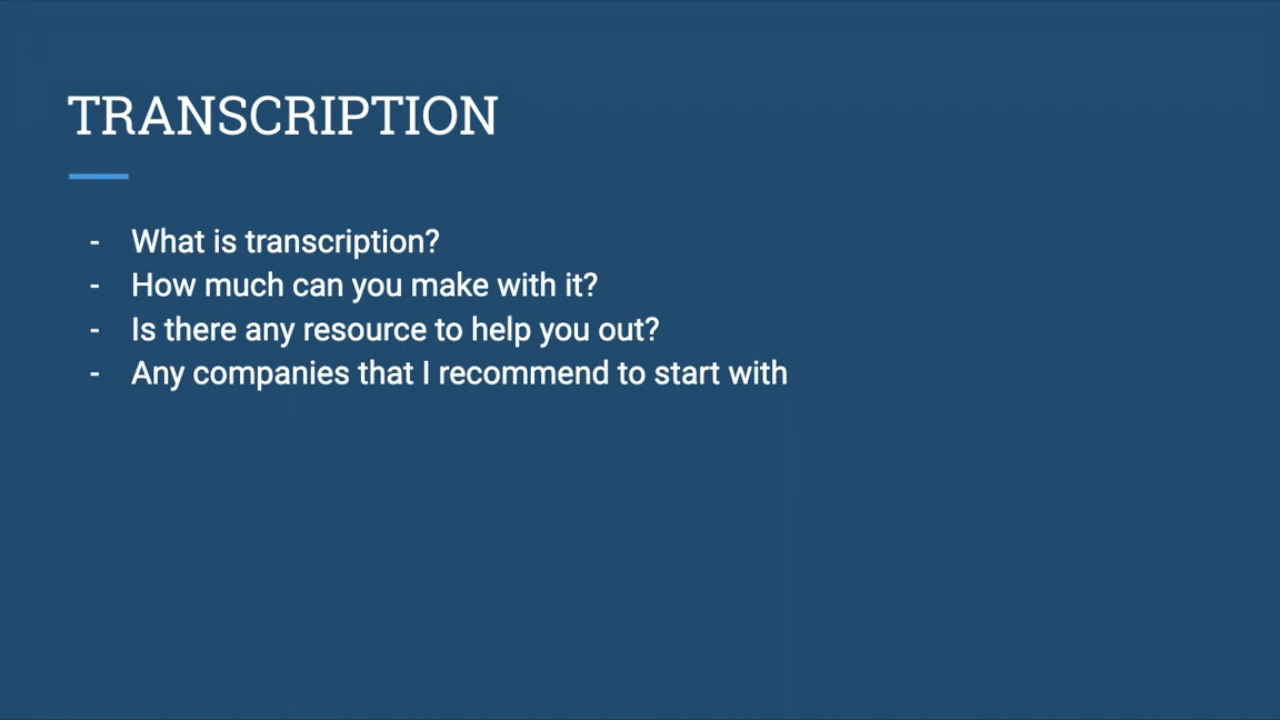 TRANSCRIPTION
- What is transcription?
- How much can you make with it?
- Is there any resource to help you out?
- Any companies that I recommend to start with